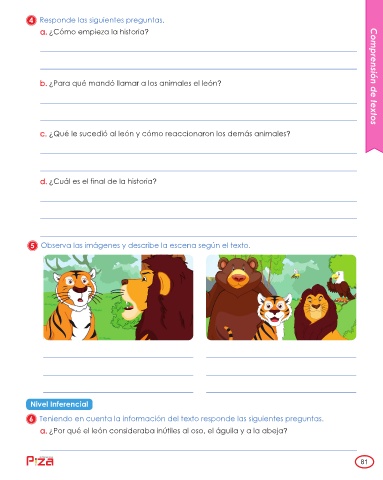 4 Responde las siguientes preguntas.
a. ¿Cómo empieza la historia?
b. ¿Para qué mandó llamar a los animales el león?
c. ¿Qué le sucedió al león y cómo reaccionaron los demás animales?
d. ¿Cuál es el final de la historia?
Comprensión de textos
5 Observa las imágenes y describe la escena según el texto.
Nivel Inferencial
6 Teniendo en cuenta la información del texto responde las siguientes preguntas.
a. ¿Por qué el león consideraba inútiles al oso, el águila y a la abeja?
81